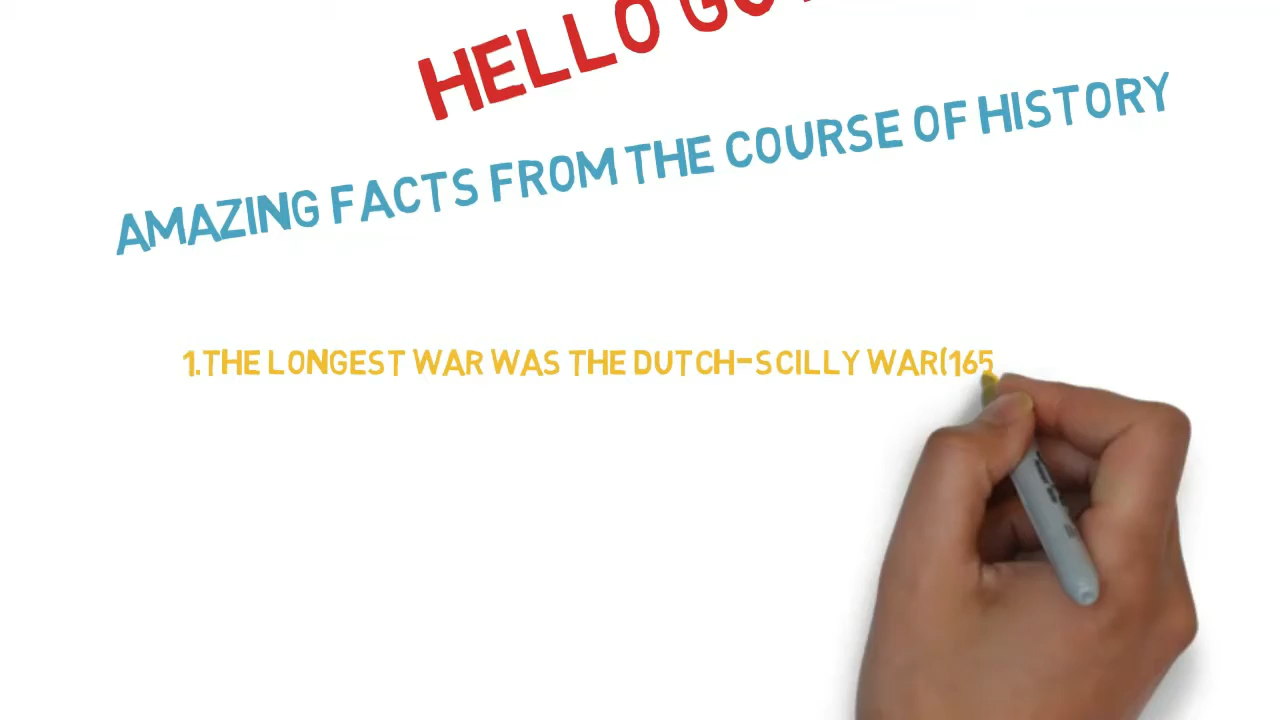 HELLO
AMAZING FACTS FROM THE COURSE OF HISTORY
1.THE LONGEST WAR WAS THE DUTCH-SCILLY WAR(165